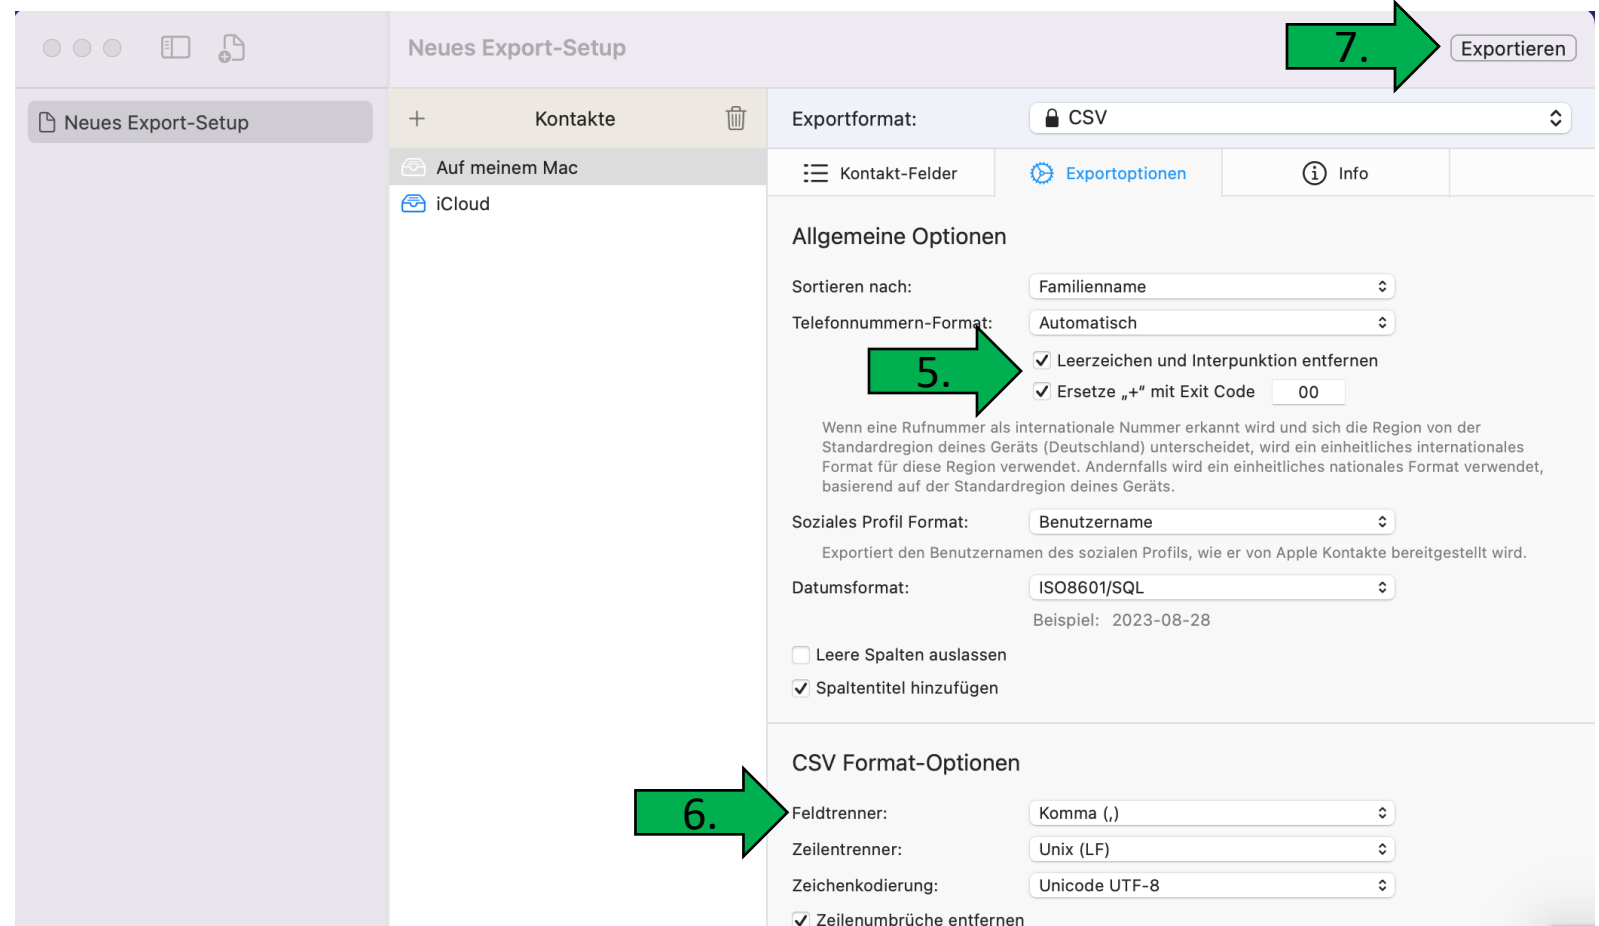 Neues Export-Setup
7.
Exportieren
Neues Export-Setup
Kontakte
Auf meinem Mac
iCloud
Exportformat:
CSV
Kontakt-Felder
Exportoptionen
Info
Allgemeine Optionen
Sortieren nach:
Familienname
Telefonnummern-Format:
Automatisch
5.
Leerzeichen und Interpunktion entfernen
Ersetze „+“ mit Exit Code
00
Wenn eine Rufnummer als internationale Nummer erkannt wird und sich die Region von der
Standardregion deines Geräts (Deutschland) unterscheidet, wird ein einheitliches internationales
Format für diese Region verwendet. Andernfalls wird ein einheitliches nationales Format verwendet,
basierend auf der Standardregion deines Geräts.
Soziales Profil Format:
Benutzername
Exportiert den Benutzernamen des sozialen Profils, wie er von Apple Kontakte bereitgestellt wird.
Datumsformat:
ISO8601/SQL
Beispiel: 2023-08-28
Leere Spalten auslassen
Spaltentitel hinzufügen
CSV Format-Optionen
6.
Feldtrenner:
Komma (,)
Zeilentrenner:
Unix (LF)
Zeichenkodierung:
Unicode UTF-8
Zeilenumbrüche entfernen